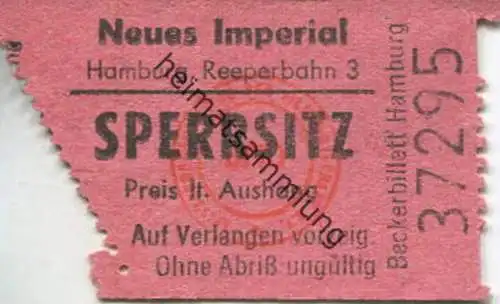 Neues Imperial
Hamburg, Reeperbahn 3
SPERRSITZ
Preis lt. Aushang
Auf Verlangen vorzeig.
Ohne Abriß ungültig
Beckerbillett Hamburg
37295
heimatsammlung